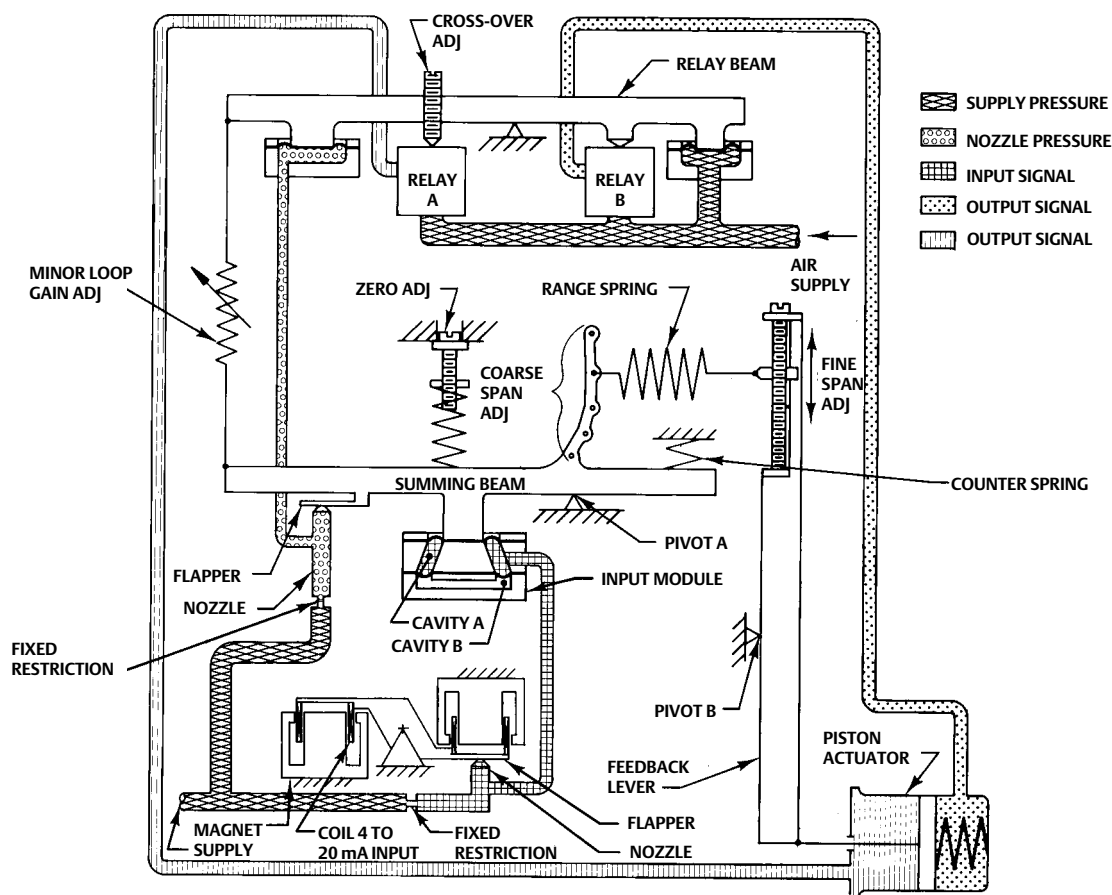 CROSS-OVER
ADJ
RELAY BEAM
SUPPLY PRESSURE
NOZZLE PRESSURE
INPUT SIGNAL
OUTPUT SIGNAL
OUTPUT SIGNAL
RELAY
A
RELAY
B
AIR
SUPPLY
MINOR LOOP
GAIN ADJ
ZERO ADJ
RANGE SPRING
COARSE
SPAN
ADJ
FINE
SPAN
ADJ
SUMMING BEAM
COUNTER SPRING
PIVOT A
FLAPPER
INPUT MODULE
NOZZLE
CAVITY A
CAVITY B
FIXED
RESTRICTION
PIVOT B
PISTON
ACTUATOR
FEEDBACK
LEVER
MAGNET
SUPPLY
COIL 4 TO
20 mA INPUT
FIXED
RESTRICTION
FLAPPER
NOZZLE